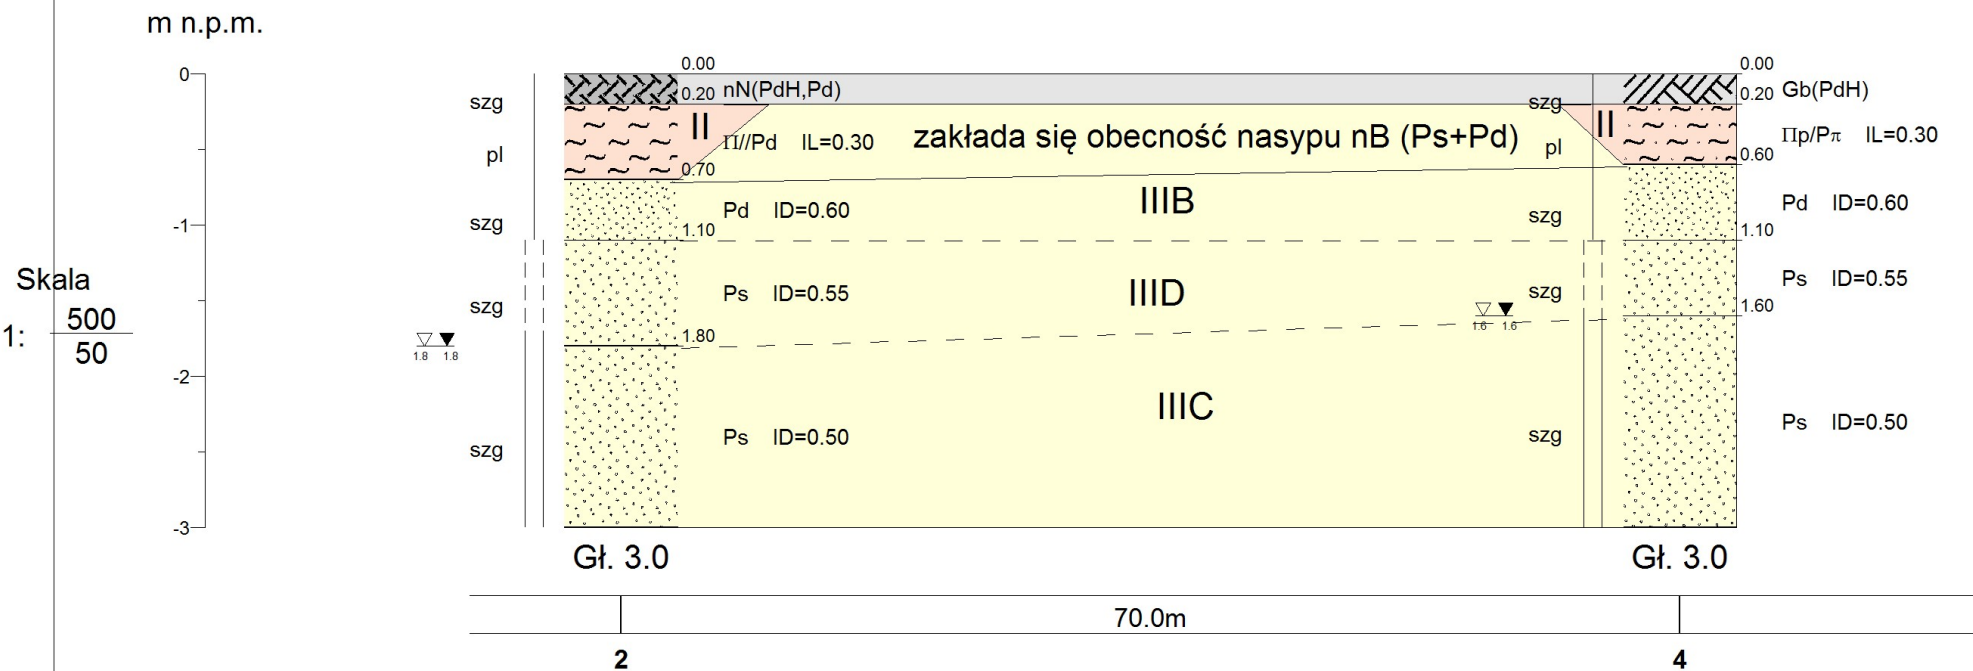 m n.p.m.
0.00 0.00
0
szg 0.20 nN(PdH,Pd) szg 0.20 Gb(PdH)
II zakłada się obecność nasypu nB (Ps+Pd) II
pl Π//Pd IL=0.30 pl Πp/Pπ IL=0.30
0.70 0.60
IIIB
szg Pd ID=0.60 szg Pd ID=0.60
-1 1.10 1.10
Skala
1: 500
50
szg Ps ID=0.55 IIID szg Ps ID=0.55
1.60
1.6 1.6
1.80
1.8 1.8
-2
IIIC
szg Ps ID=0.50 szg Ps ID=0.50
-3
Gł. 3.0 Gł. 3.0
70.0m
2 4